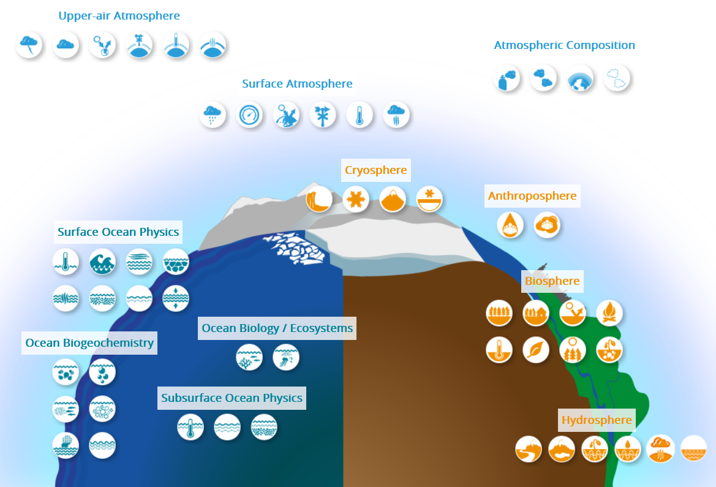 Upper-air Atmosphere
Atmospheric Composition
Surface Atmosphere
Cryosphere
Anthroposphere
Surface Ocean Physics
Biosphere
Ocean Biology / Ecosystems
Ocean Biogeochemistry
Subsurface Ocean Physics
Hydrosphere